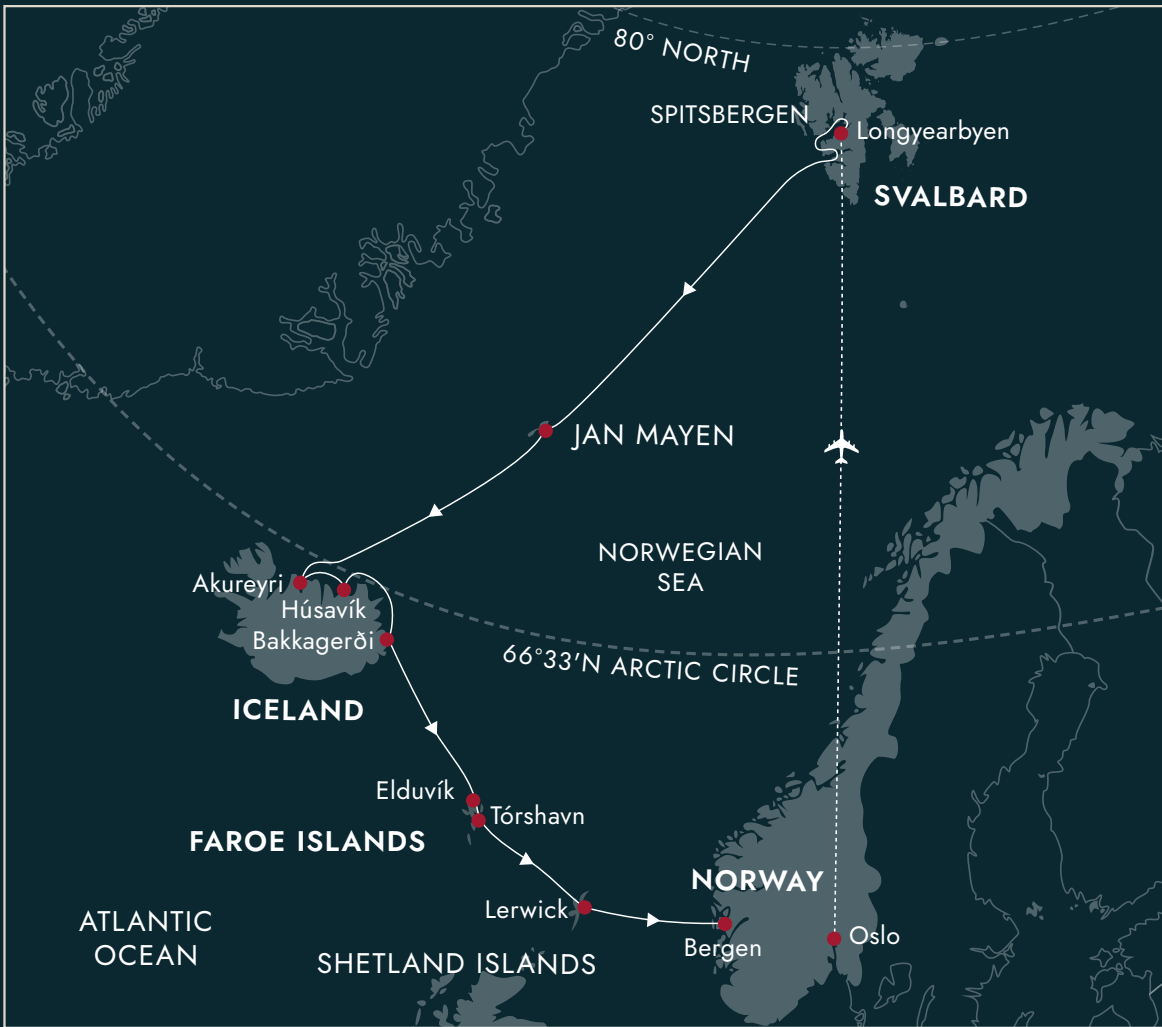 80° NORTH
SPITSBERGEN
Longyearbyen
SVALBARD
JAN MAYEN
NORWEGIAN
SEA
Akureyri
Húsavík
Bakkagerði
66°33'N ARCTIC CIRCLE
ICELAND
Elduvík
Tórshavn
FAROE ISLANDS
NORWAY
Lerwick
ATLANTIC
OCEAN
Bergen
Oslo
SHETLAND ISLANDS